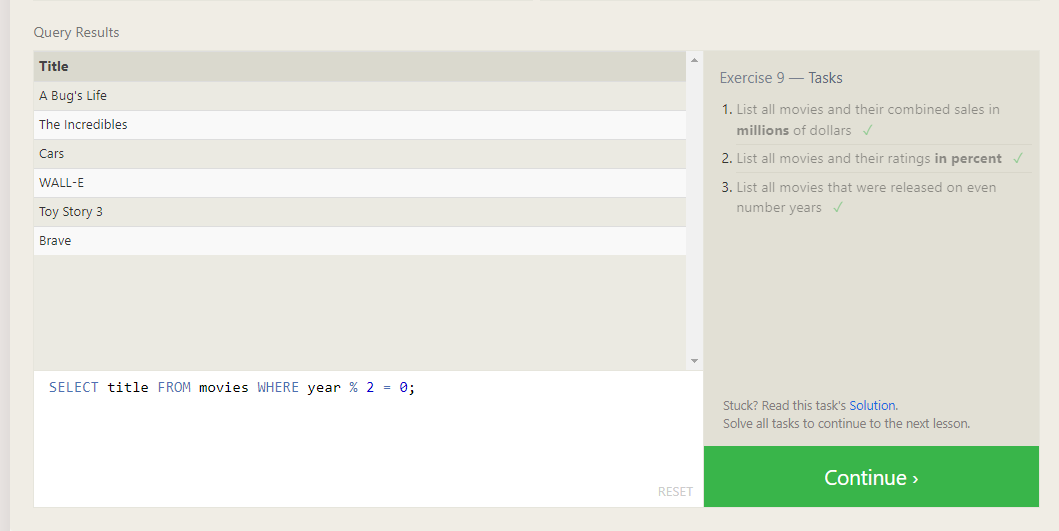 Query Results
Title
A Bug's Life
The Incredibles
Cars
WALL-E
Toy Story 3
Brave
SELECT title FROM movies WHERE year % 2 = 0;
RESET
Exercise 9 — Tasks
1. List all movies and their combined sales in
millions of dollars ✓
2. List all movies and their ratings in percent ✓
3. List all movies that were released on even
number years ✓
Stuck? Read this task's Solution.
Solve all tasks to continue to the next lesson.
Continue ›